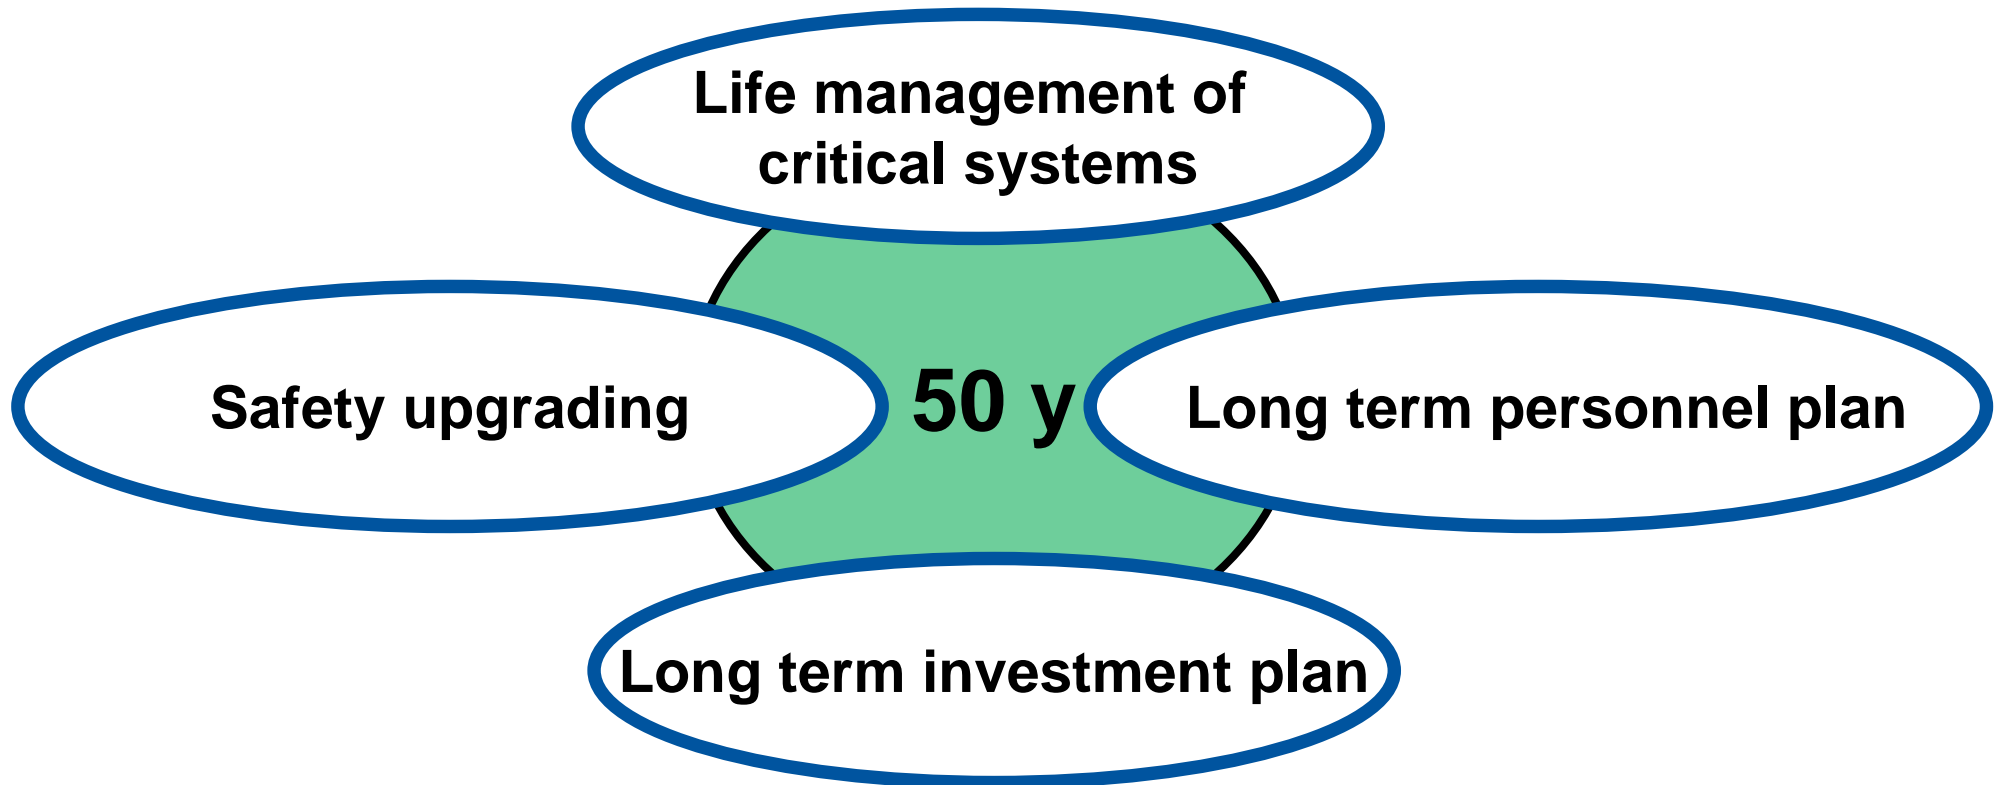 Life management of
critical systems
Safety upgrading
50 y
Long term personnel plan
Long term investment plan